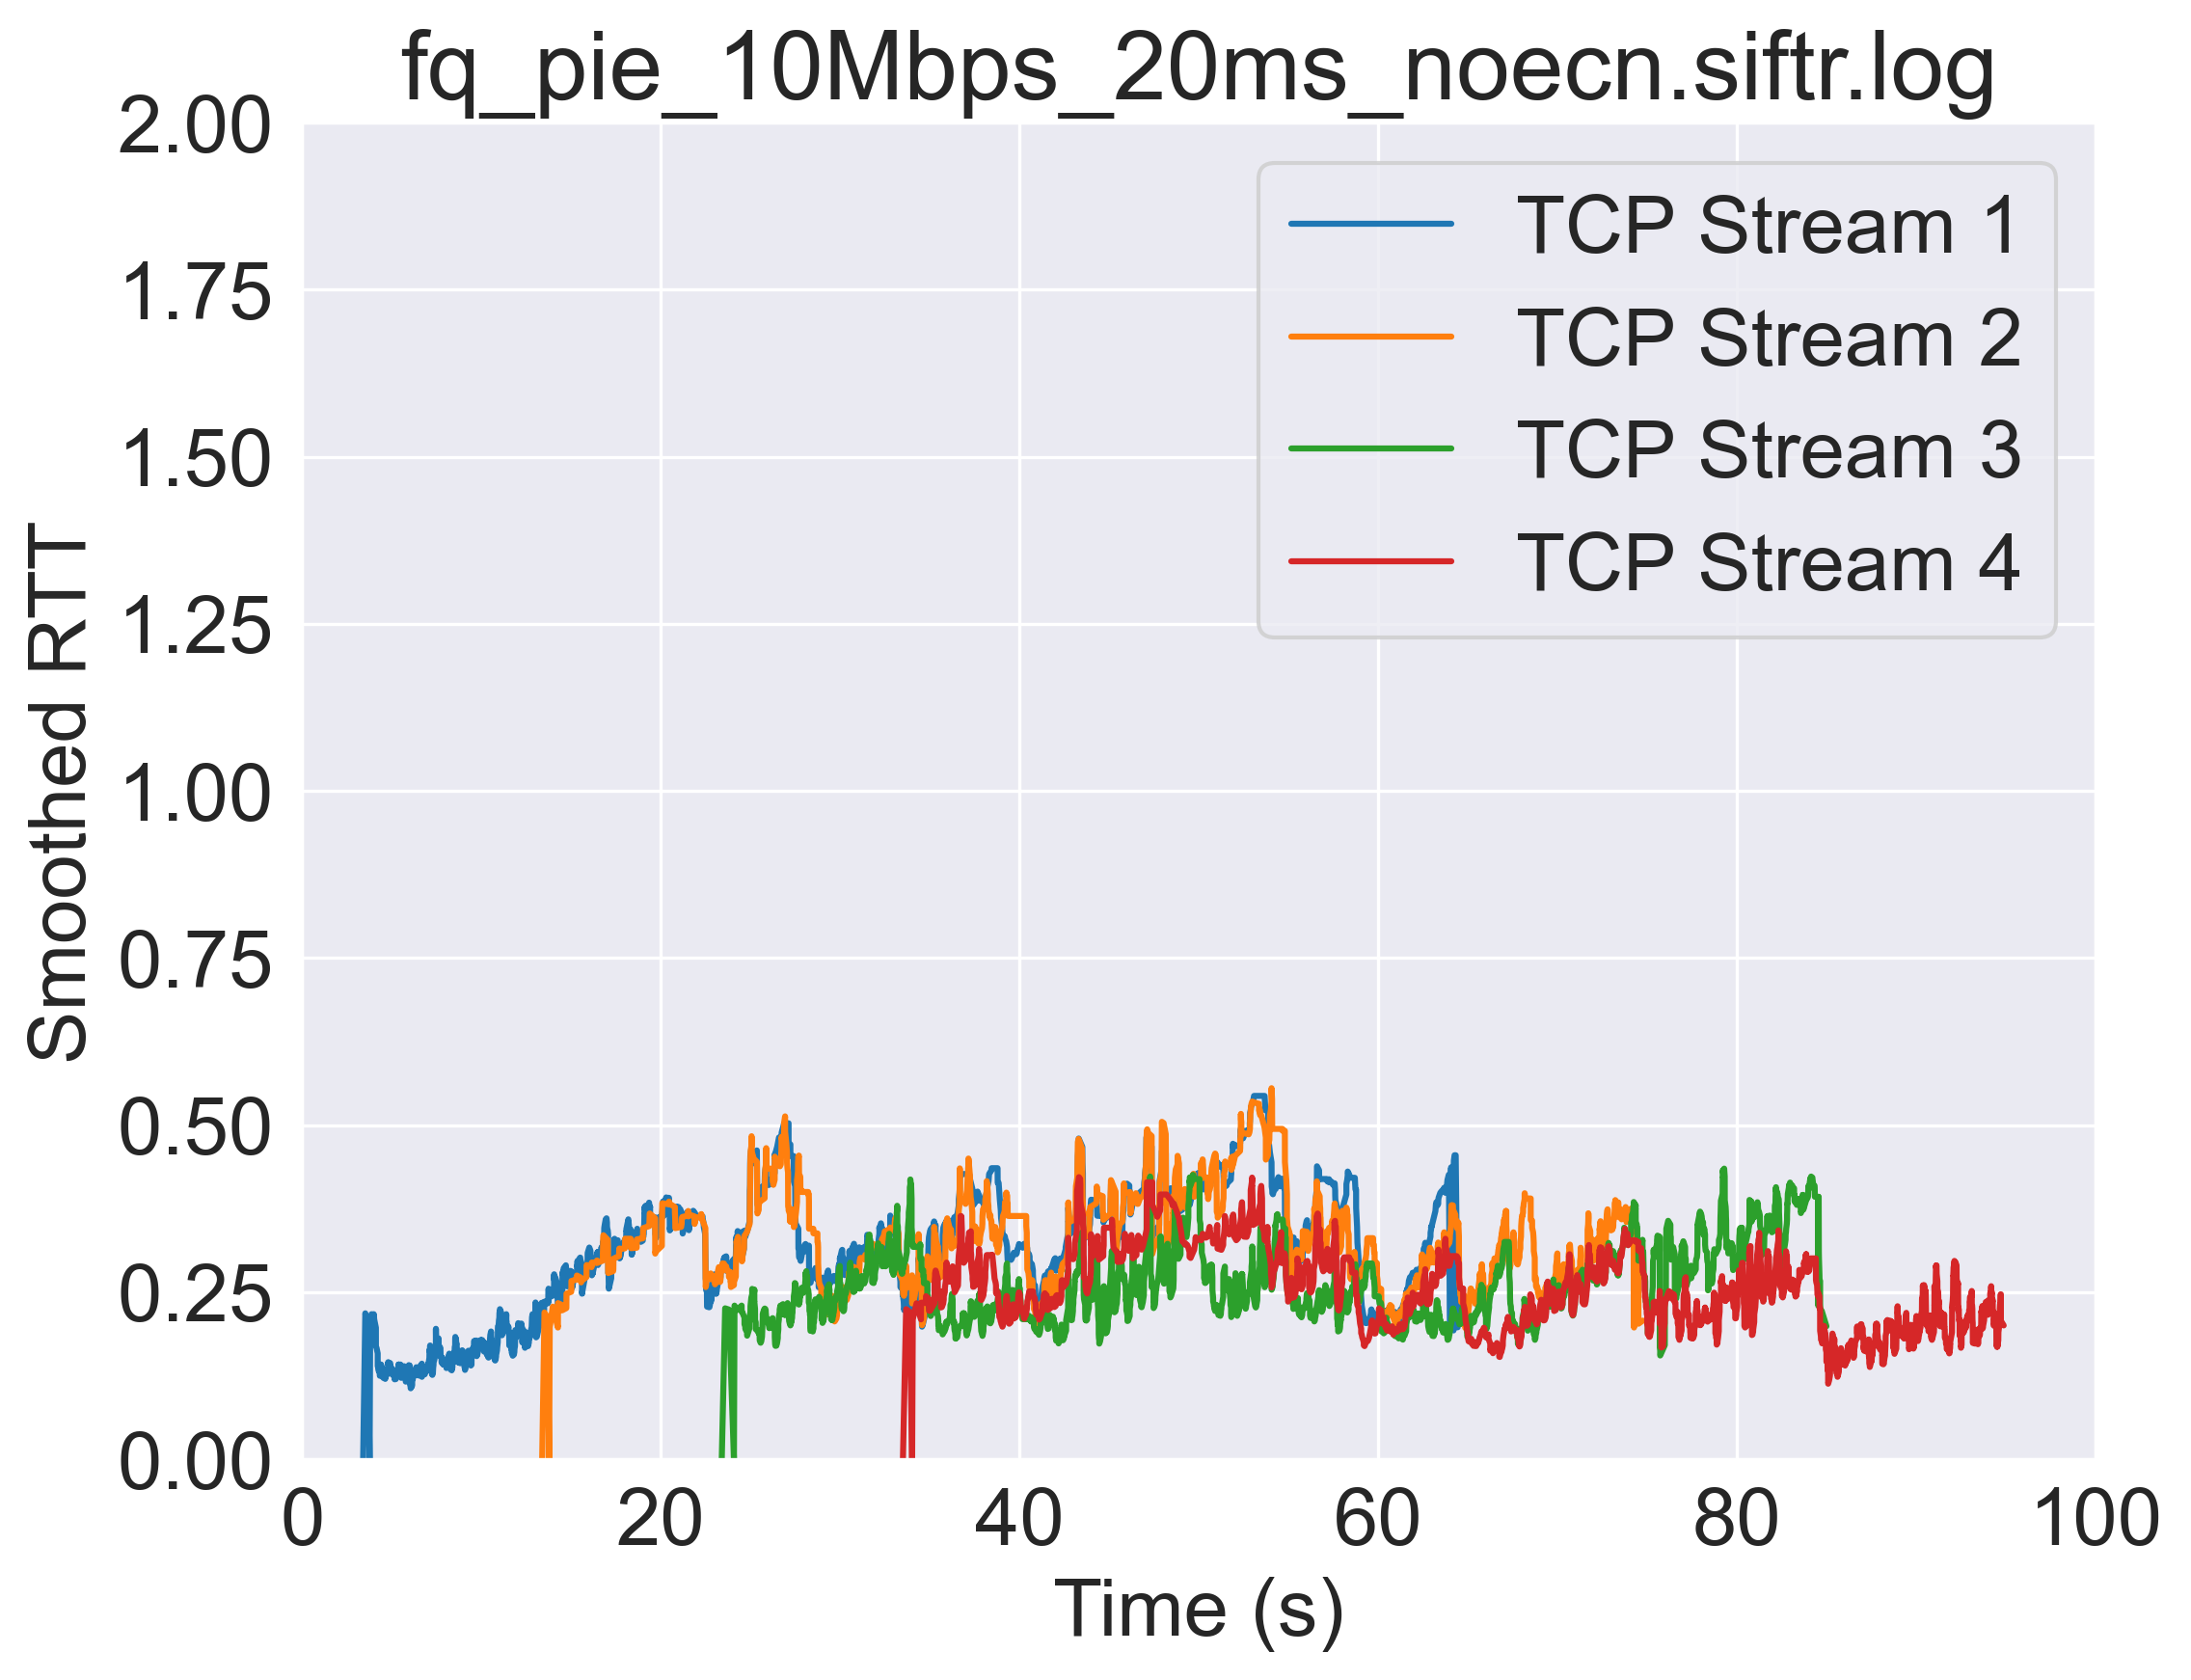 fq_pie_10Mbps_20ms_noecn.siftr.log
2.00
1.75
1.50
1.25
1.00
0.75
0.50
0.25
0.00
Smoothed RTT
TCP Stream 1
TCP Stream 2
TCP Stream 3
TCP Stream 4
0 20 40 60 80 100
Time (s)